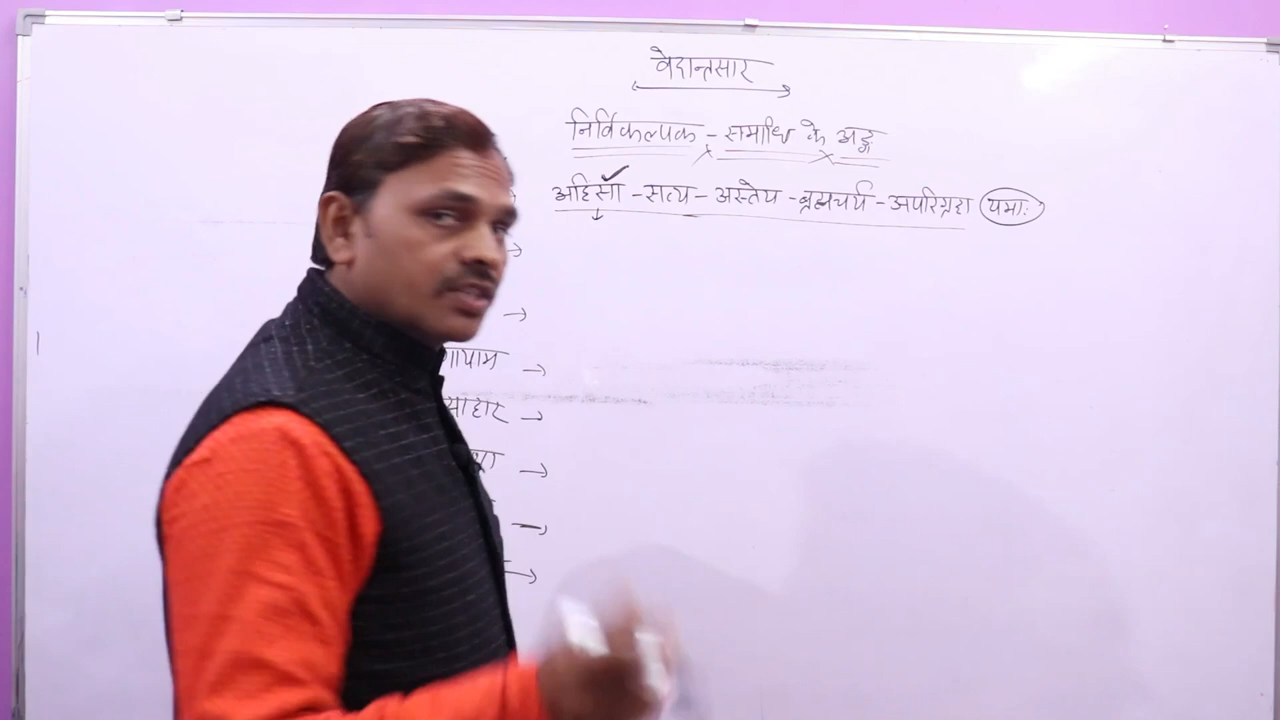 वेदान्तसार
निर्विकल्पक - समाधि के अङ्ग
अहिंसा - सत्य - अस्तेय - ब्रह्मचर्य - अपरिग्रहा यमाः